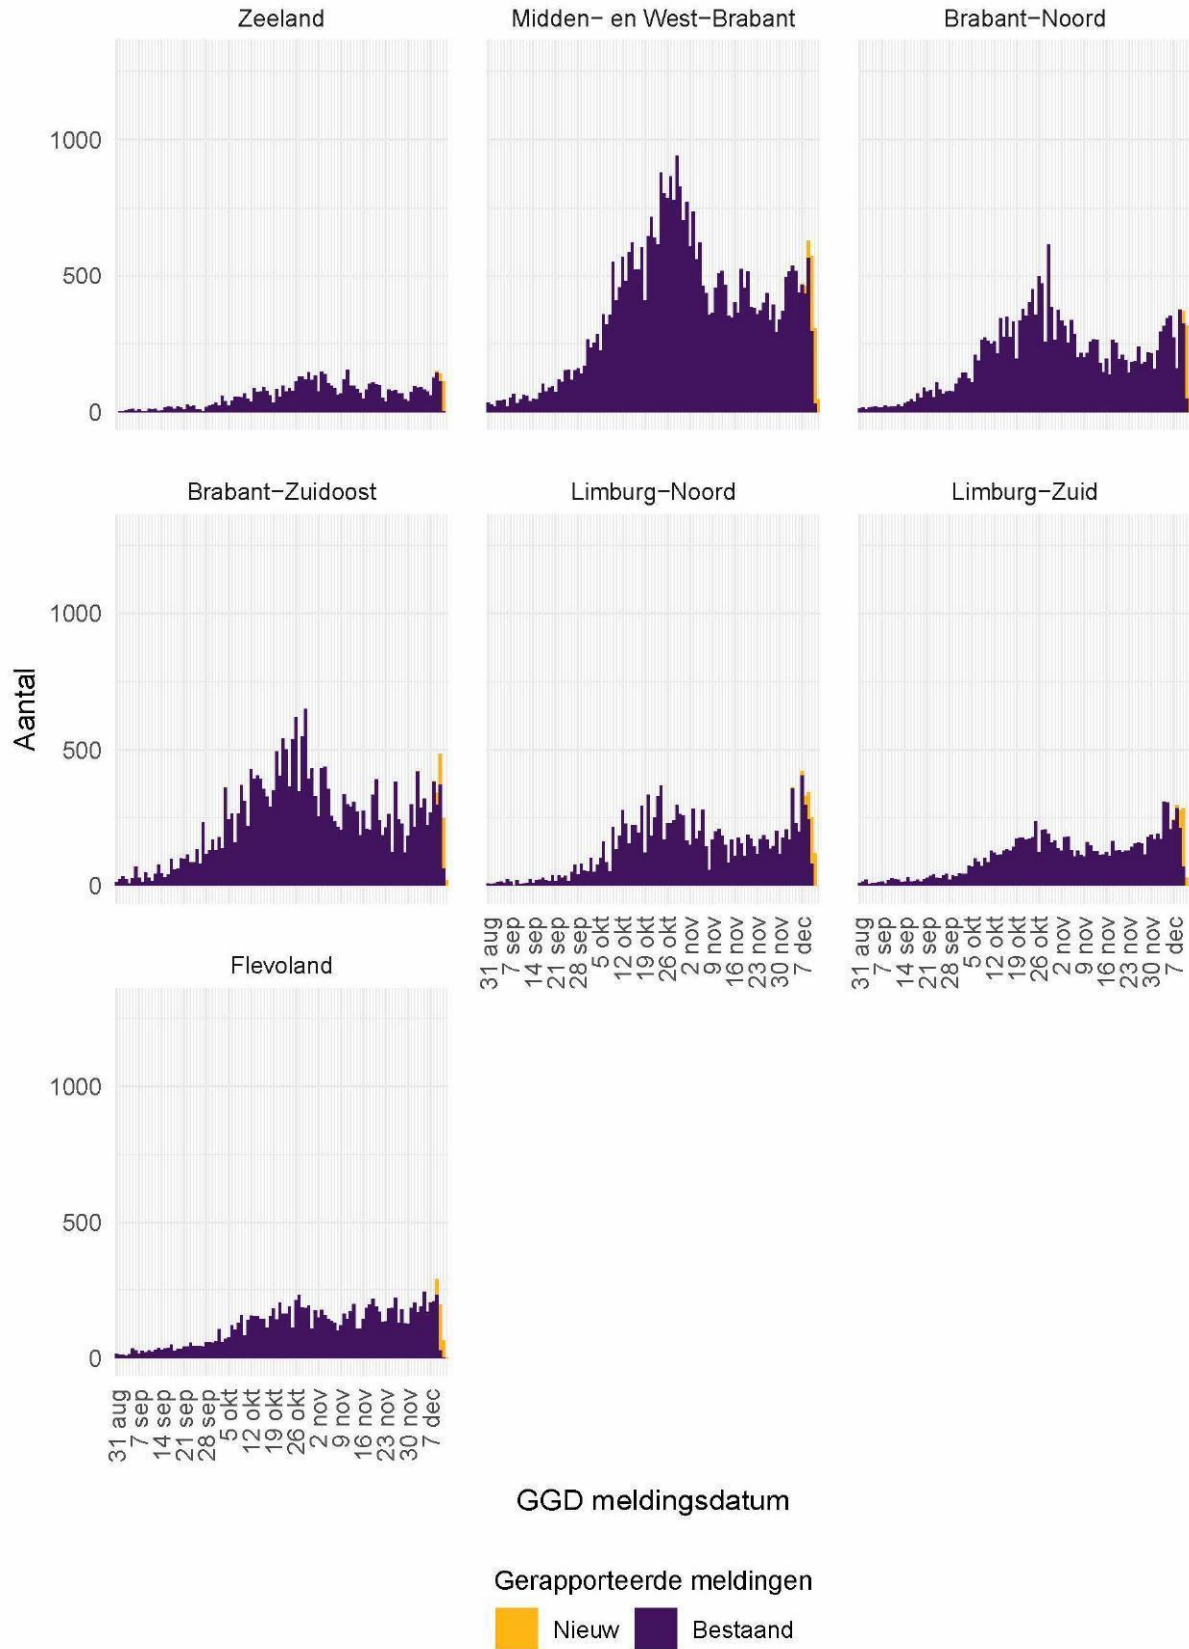 Zeeland
Midden- en West-Brabant
Brabant-Noord
1000
500
0
Brabant-Zuidoost
Limburg-Noord
Limburg-Zuid
1000
500
0
Aantal
31 aug
7 sep
14 sep
21 sep
28 sep
5 okt
12 okt
19 okt
26 okt
2 nov
9 nov
16 nov
23 nov
30 nov
7 dec
31 aug
7 sep
14 sep
21 sep
28 sep
5 okt
12 okt
19 okt
26 okt
2 nov
9 nov
16 nov
23 nov
30 nov
7 dec
Flevoland
1000
500
0
31 aug
7 sep
14 sep
21 sep
28 sep
5 okt
12 okt
19 okt
26 okt
2 nov
9 nov
16 nov
23 nov
30 nov
7 dec
GGD meldingsdatum
Gerapporteerde meldingen
Nieuw Bestaand